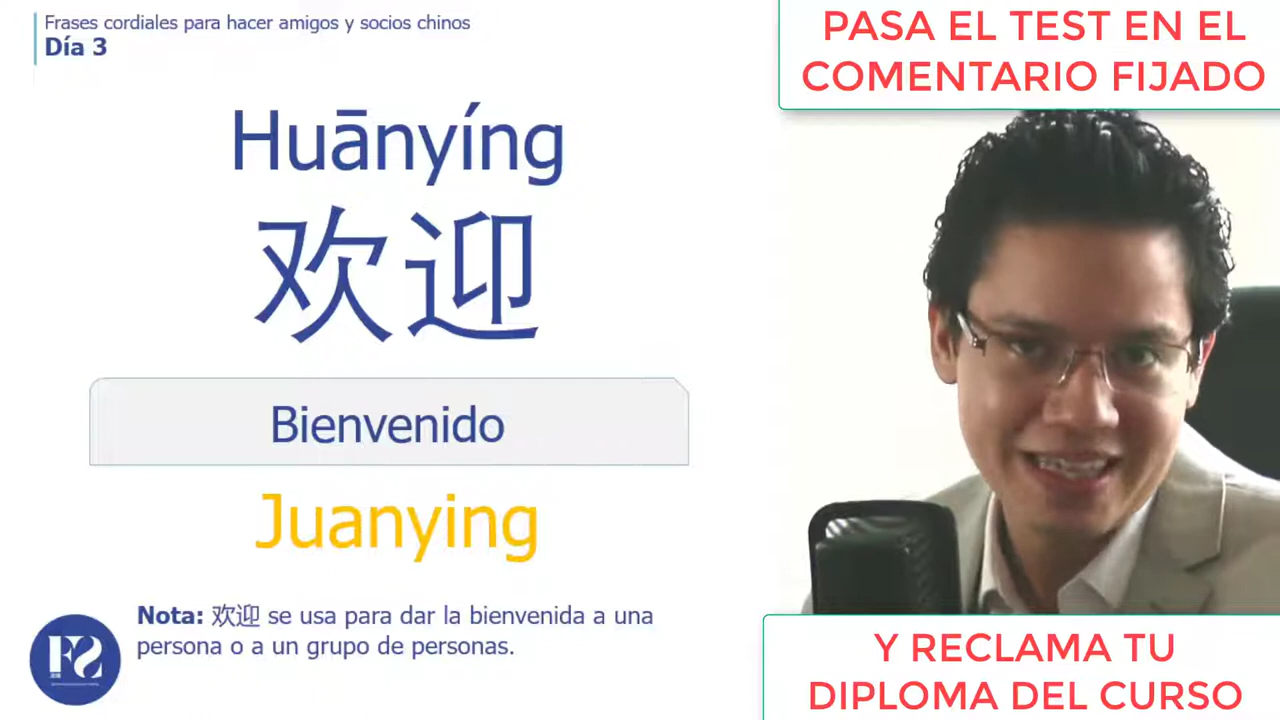 Frases cordiales para hacer amigos y socios chinos
Día 3
Huānyíng
欢迎
Bienvenido
Juanying
Nota: 欢迎 se usa para dar la bienvenida a una
persona o a un grupo de personas.
PASA EL TEST EN EL
COMENTARIO FIJADO
Y RECLAMA TU
DIPLOMA DEL CURSO